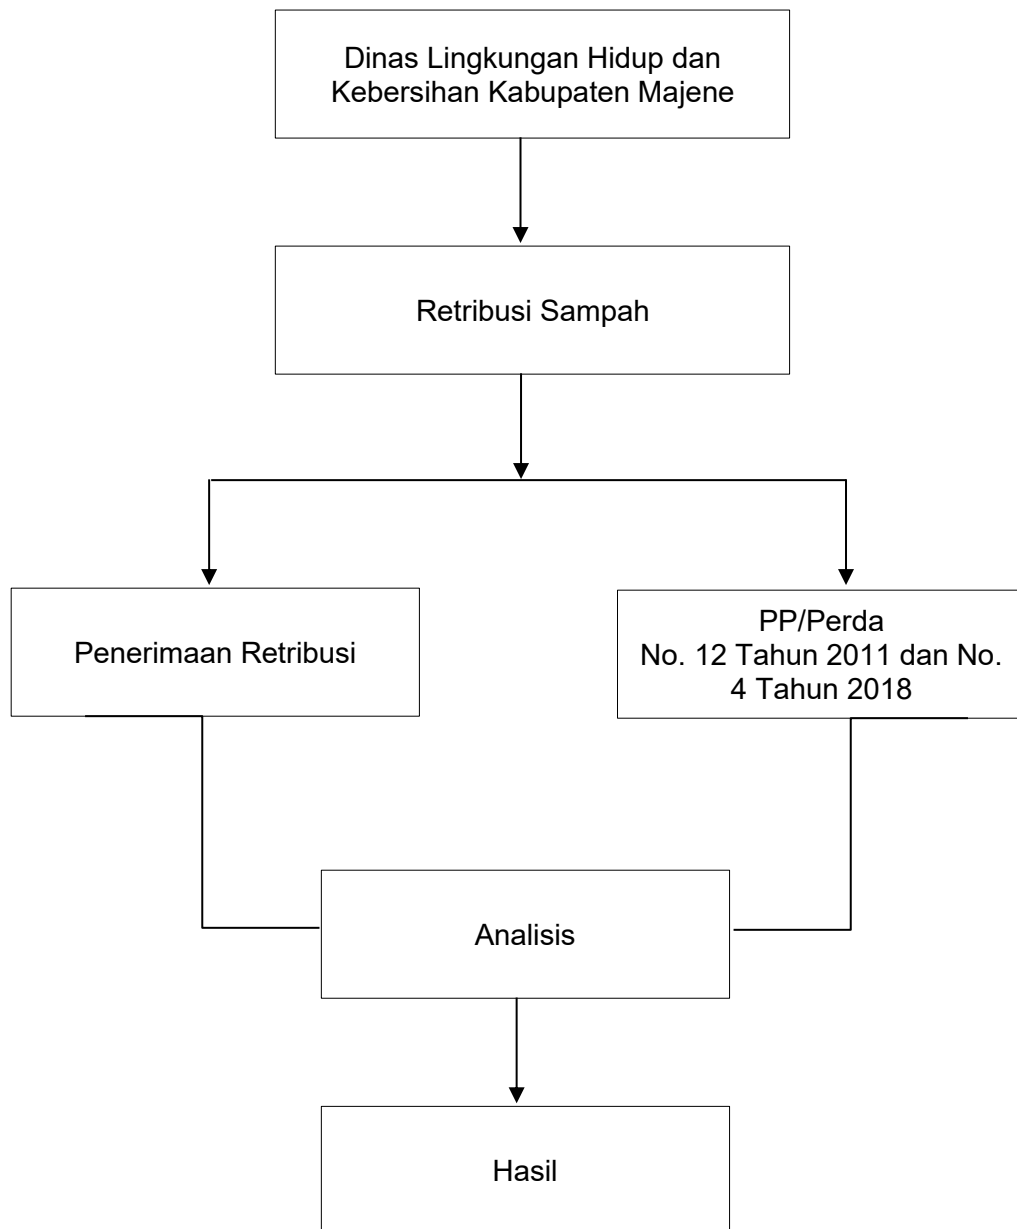 Dinas Lingkungan Hidup dan
Kebersihan Kabupaten Majene
Retribusi Sampah
Penerimaan Retribusi
PP/Perda
No. 12 Tahun 2011 dan No.
4 Tahun 2018
Analisis
Hasil